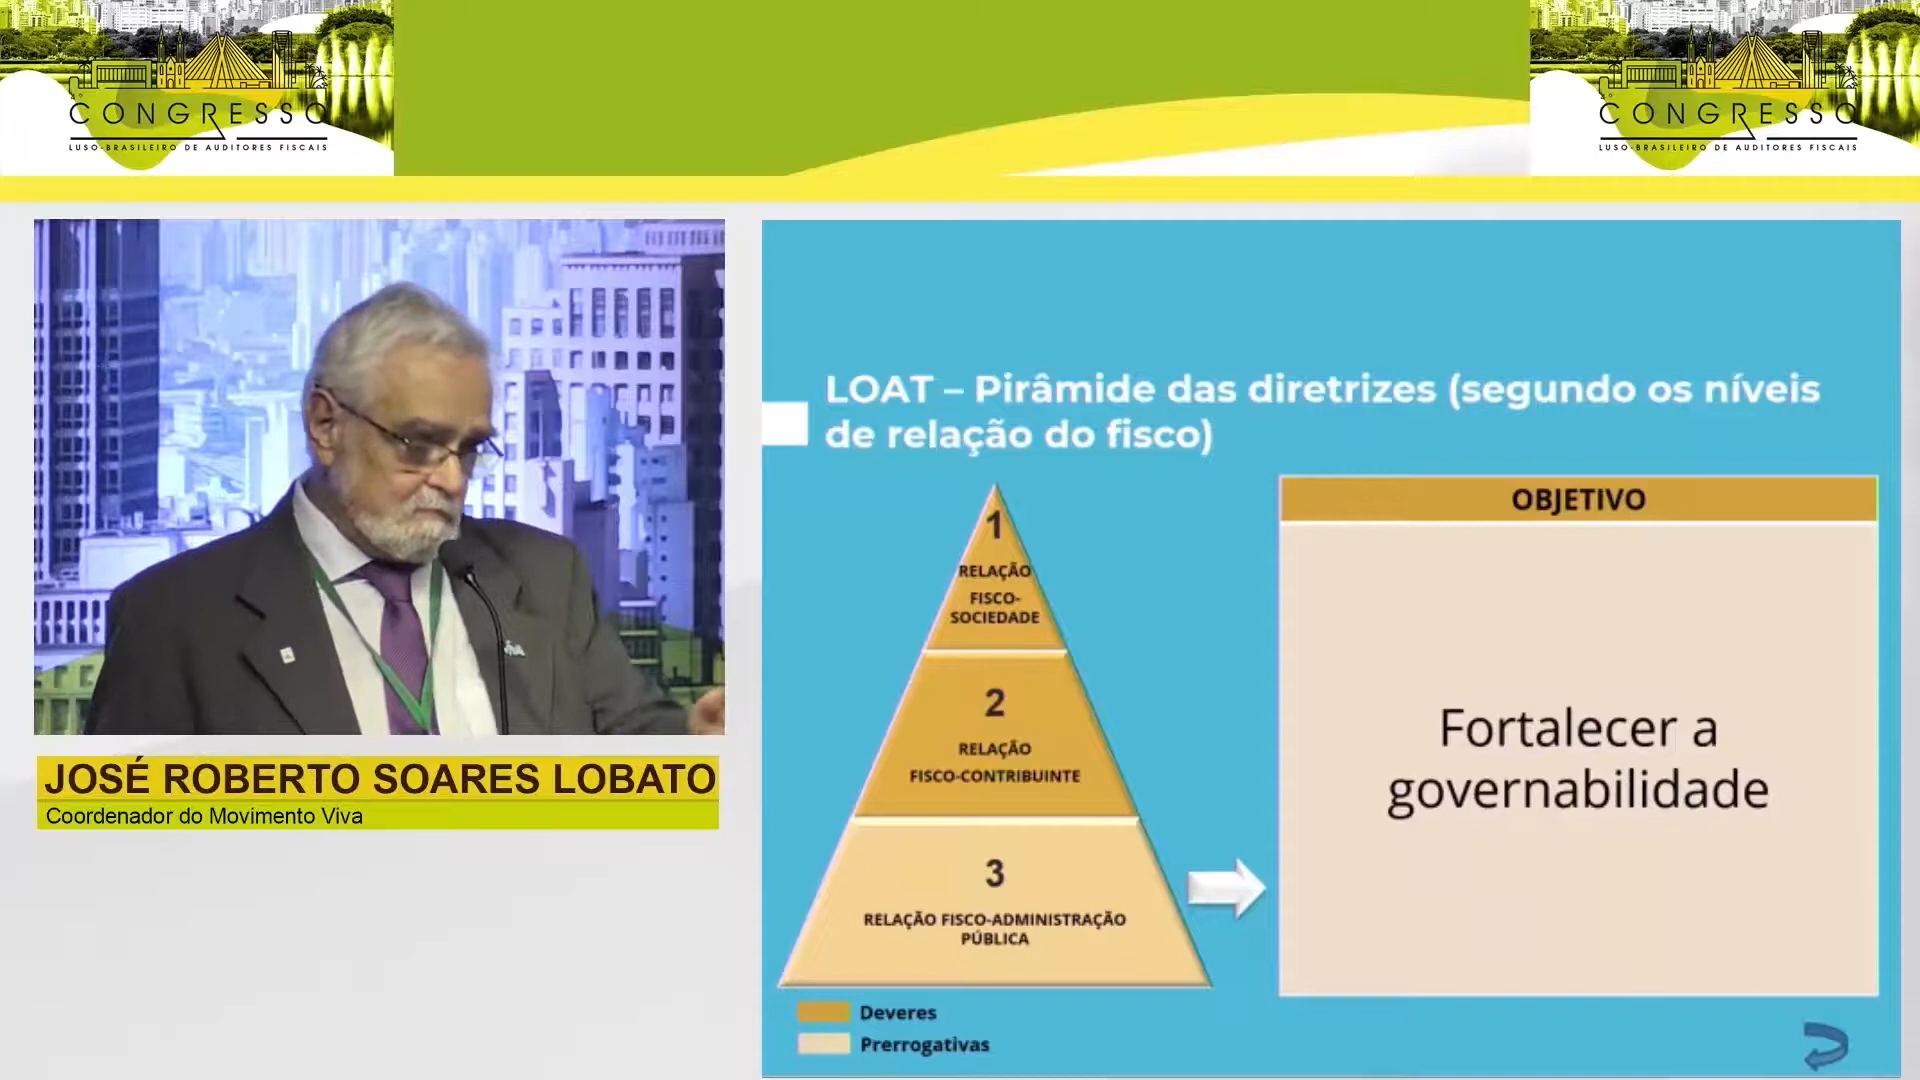 CONGRESSO
LUSO-BRASILEIRO DE AUDITORES FISCAIS
CONGRESSO
LUSO-BRASILEIRO DE AUDITORES FISCAIS
JOSÉ ROBERTO SOARES LOBATO
Coordenador do Movimento Viva
LOAT – Pirâmide das diretrizes (segundo os níveis
de relação do fisco)
1
RELAÇÃO
FISCO-
SOCIEDADE
2
RELAÇÃO
FISCO-CONTRIBUINTE
3
RELAÇÃO FISCO-ADMINISTRAÇÃO
PÚBLICA
Deveres
Prerrogativas
OBJETIVO
Fortalecer a
governabilidade